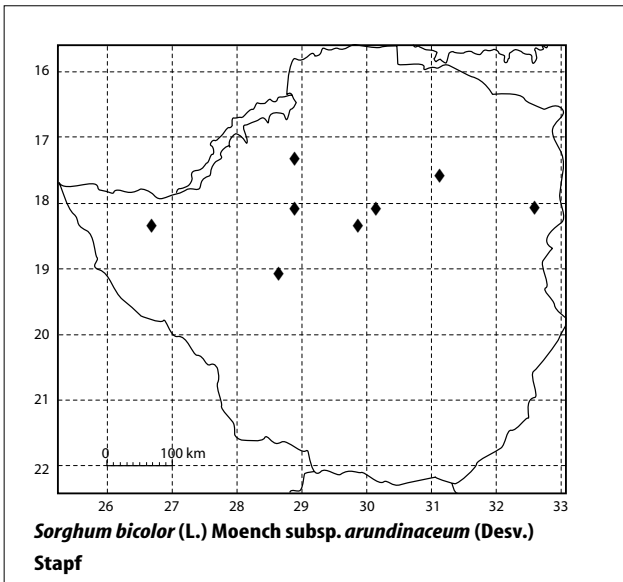 16
17
18
19
20
21
22
0 100 km
26 27 28 29 30 31 32 33
Sorghum bicolor (L.) Moench subsp. arundinaceum (Desv.)
Stapf